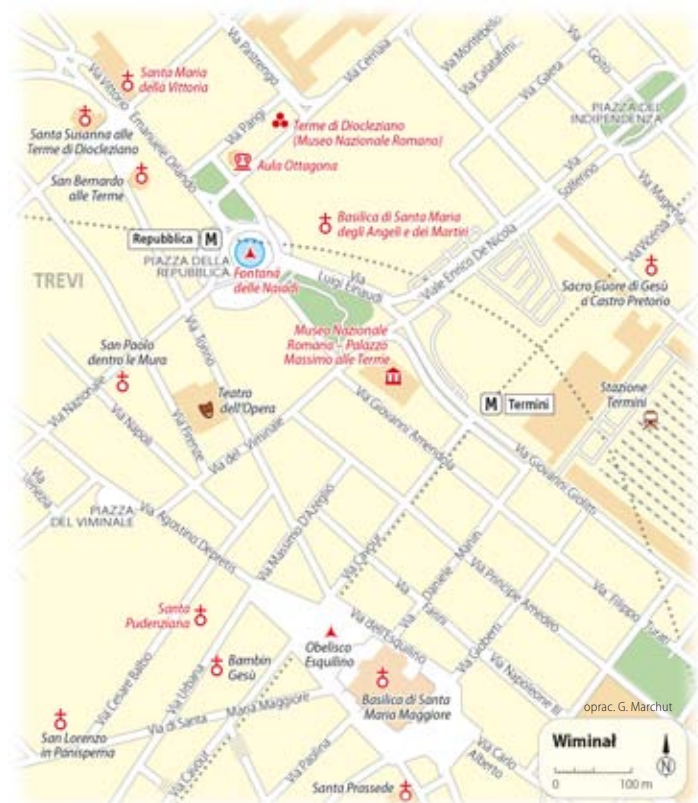 Via Pastrengo
Via Cernaia
Via Montebello
Via Calatafimi
Via Goito
Via Gaeta
Via Vittorio Emanuele Orlando
Santa Maria
della Vittoria
PIAZZA DEL
INDIPENDENZA
Santa Susanna alle
Terme di Diocleziano
Via Parigi
Terme di Diocleziano
(Museo Nazionale Romano)
Aula Ottagona
San Bernardo
alle Terme
Via Solferino
Via Magenta
Via Vicenza
Basilica di Santa Maria
degli Angeli e dei Martiri
Repubblica M
PIAZZA DELLA
REPUBBLICA
Fontana
delle Naiadi
Via Luigi Einaudi
Viale Enrico De Nicola
Sacro Cuore di Gesù
a Castro Pretorio
TREVI
Museo Nazionale
Romano – Palazzo
Massimo alle Terme
San Paolo
dentro le Mura
Via Torino
Teatro
dell'Opera
Stazione
Termini
M Termini
Via Nazionale
Via Napoli
Via Firenze
Via del Viminale
Via Giovanni Amendola
Via Giovanni Giolitti
Via Venezia
PIAZZA
DEL VIMINALE
Via Agostino Depretis
Via Massimo D'Azeglio
Via Cavour
Via Daniele Manin
Via Principe Amedeo
Via Farini
Via Filippo Turati
Santa
Pudenziana
Via dell'Esquilino
Via Gioberti
Via Napoleone III
Obelisco
Esquilino
Bambin
Gesù
Via Cesare Balbo
Via Urbana
Basilica di Santa
Maria Maggiore
oprac. G. Marchut
San Lorenzo
in Panisperna
Via di Santa Maria Maggiore
Via Cavour
Via Paolina
Via Carlo
Alberto
Santa Prassede
Wiminał
N
0 100 m